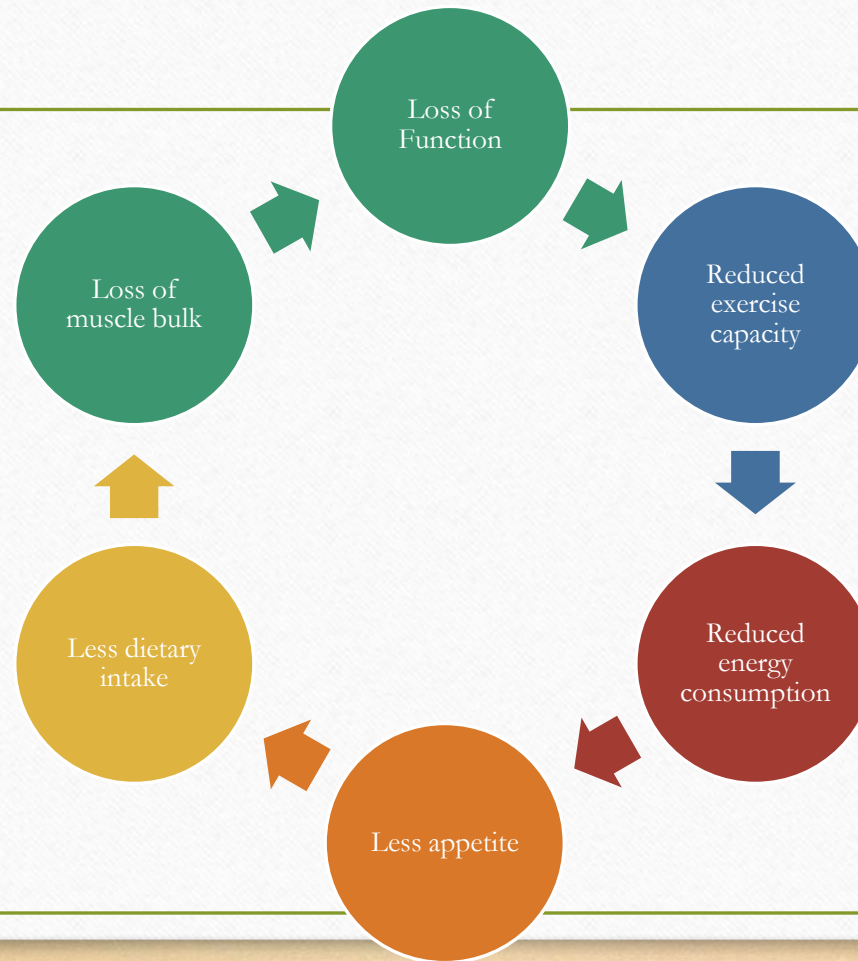 Loss of
Function
Reduced
exercise
capacity
Reduced
energy
consumption
Less appetite
Less dietary
intake
Loss of
muscle bulk